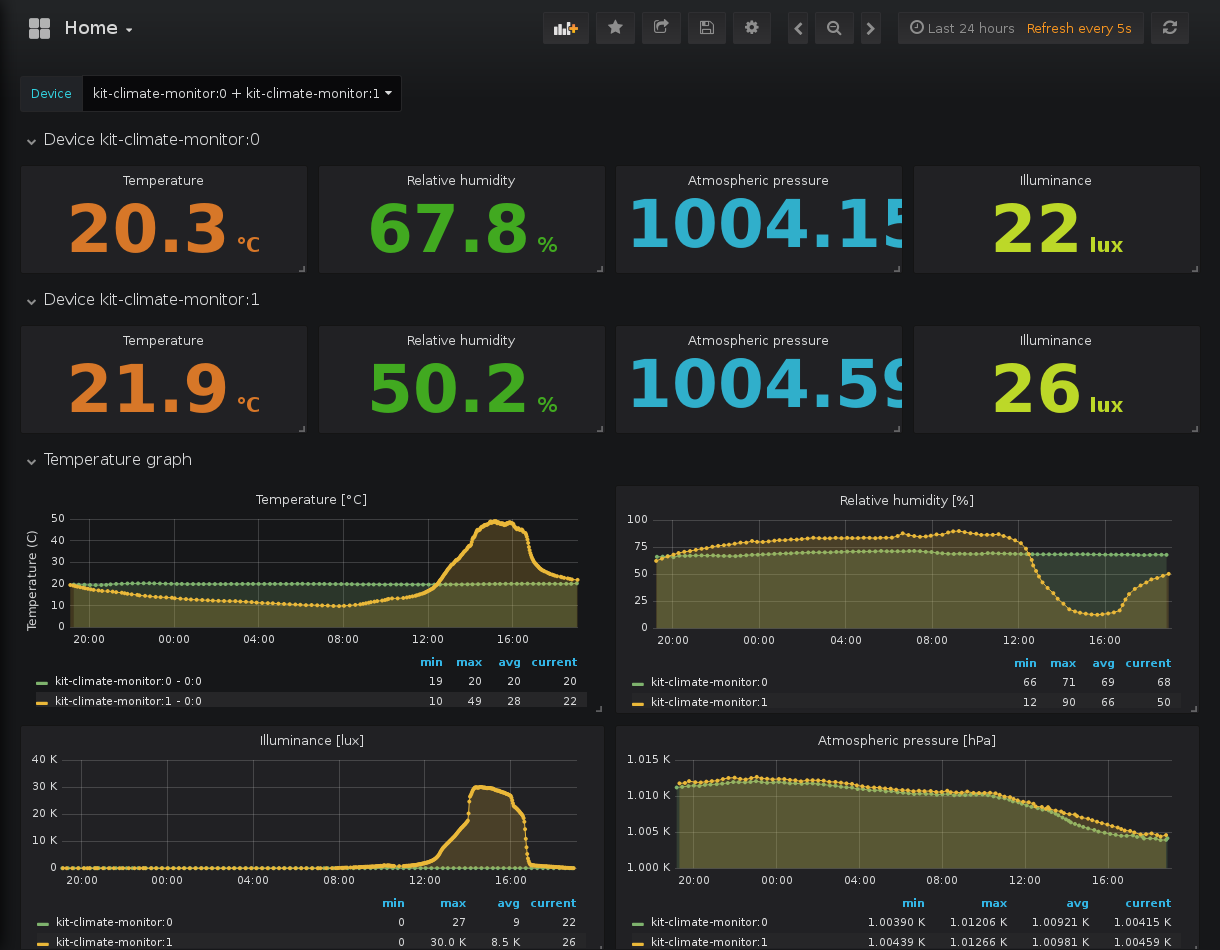 Home
Last 24 hours Refresh every 5s
Device kit-climate-monitor:0 + kit-climate-monitor:1
Device kit-climate-monitor:0
Temperature Relative humidity Atmospheric pressure Illuminance
20.3 °C 67.8 % 1004.15 22 lux
Device kit-climate-monitor:1
Temperature Relative humidity Atmospheric pressure Illuminance
21.9 °C 50.2 % 1004.59 26 lux
Temperature graph
Temperature [°C]
Temperature (C)
50
40
30
20
10
0
20:00 00:00 04:00 08:00 12:00 16:00
min max avg current
kit-climate-monitor:0 - 0:0 19 20 20 20
kit-climate-monitor:1 - 0:0 10 49 28 22
Relative humidity [%]
100
75
50
25
0
20:00 00:00 04:00 08:00 12:00 16:00
min max avg current
kit-climate-monitor:0 66 71 69 68
kit-climate-monitor:1 12 90 66 50
Illuminance [lux]
40 K
30 K
20 K
10 K
0
20:00 00:00 04:00 08:00 12:00 16:00
min max avg current
kit-climate-monitor:0 0 27 9 22
kit-climate-monitor:1 0 30.0 K 8.5 K 26
Atmospheric pressure [hPa]
1.015 K
1.010 K
1.005 K
1.000 K
20:00 00:00 04:00 08:00 12:00 16:00
min max avg current
kit-climate-monitor:0 1.00390 K 1.01206 K 1.00921 K 1.00415 K
kit-climate-monitor:1 1.00439 K 1.01266 K 1.00981 K 1.00459 K